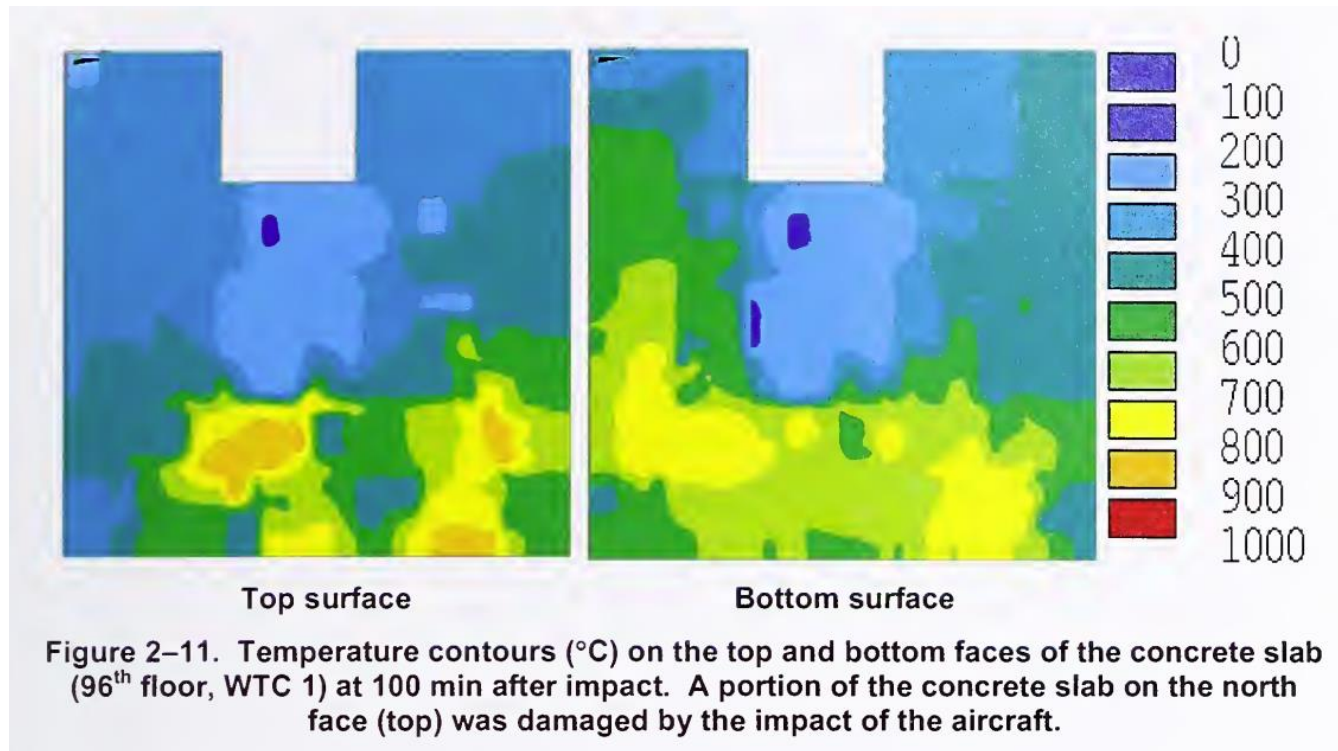 0
100
200
300
400
500
600
700
800
900
1000
Top surface
Bottom surface
Figure 2–11. Temperature contours (°C) on the top and bottom faces of the concrete slab
(96th floor, WTC 1) at 100 min after impact. A portion of the concrete slab on the north
face (top) was damaged by the impact of the aircraft.